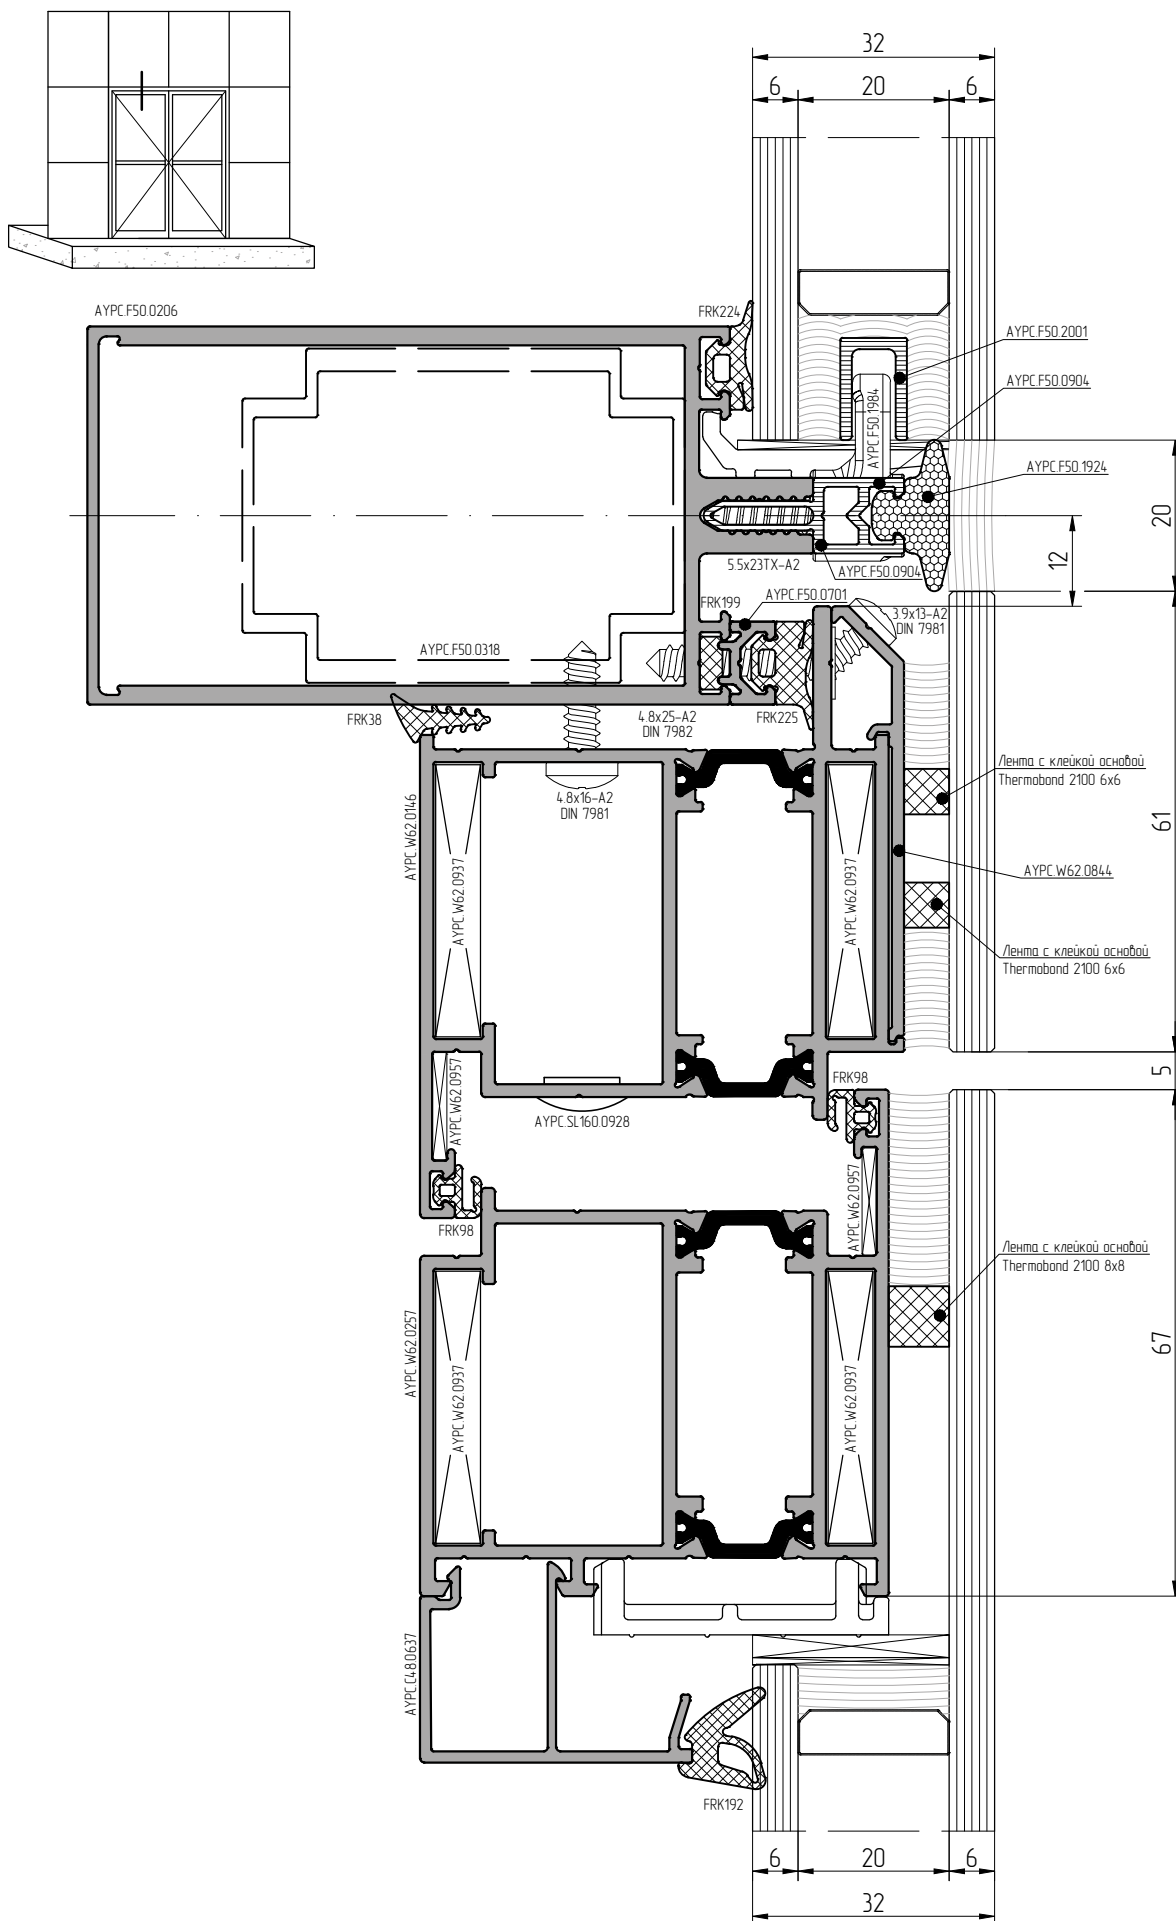 32
6
20
6
AYPC.F50.0206
FRK224
AYPC.F50.2001
AYPC.F50.0904
AYPC.F50.1984
AYPC.F50.1924
20
12
5.5x23TX-A2
AYPC.F50.0904
FRK199
AYPC.F50.0701
3.9x13-A2
DIN 7981
AYPC.F50.0318
FRK38
4.8x25-A2
DIN 7982
FRK225
4.8x16-A2
DIN 7981
Лента с клейкой основой
Thermobond 2100 6x6
61
AYPC.W62.0146
AYPC.W62.0937
AYPC.W62.0937
AYPC.W62.0844
Лента с клейкой основой
Thermobond 2100 6x6
5
AYPC.W62.0957
FRK98
AYPC.SL160.0928
AYPC.W62.0957
FRK98
Лента с клейкой основой
Thermobond 2100 8x8
67
AYPC.W62.0257
AYPC.W62.0937
AYPC.W62.0937
AYPC.C48.0637
FRK192
6
20
6
32